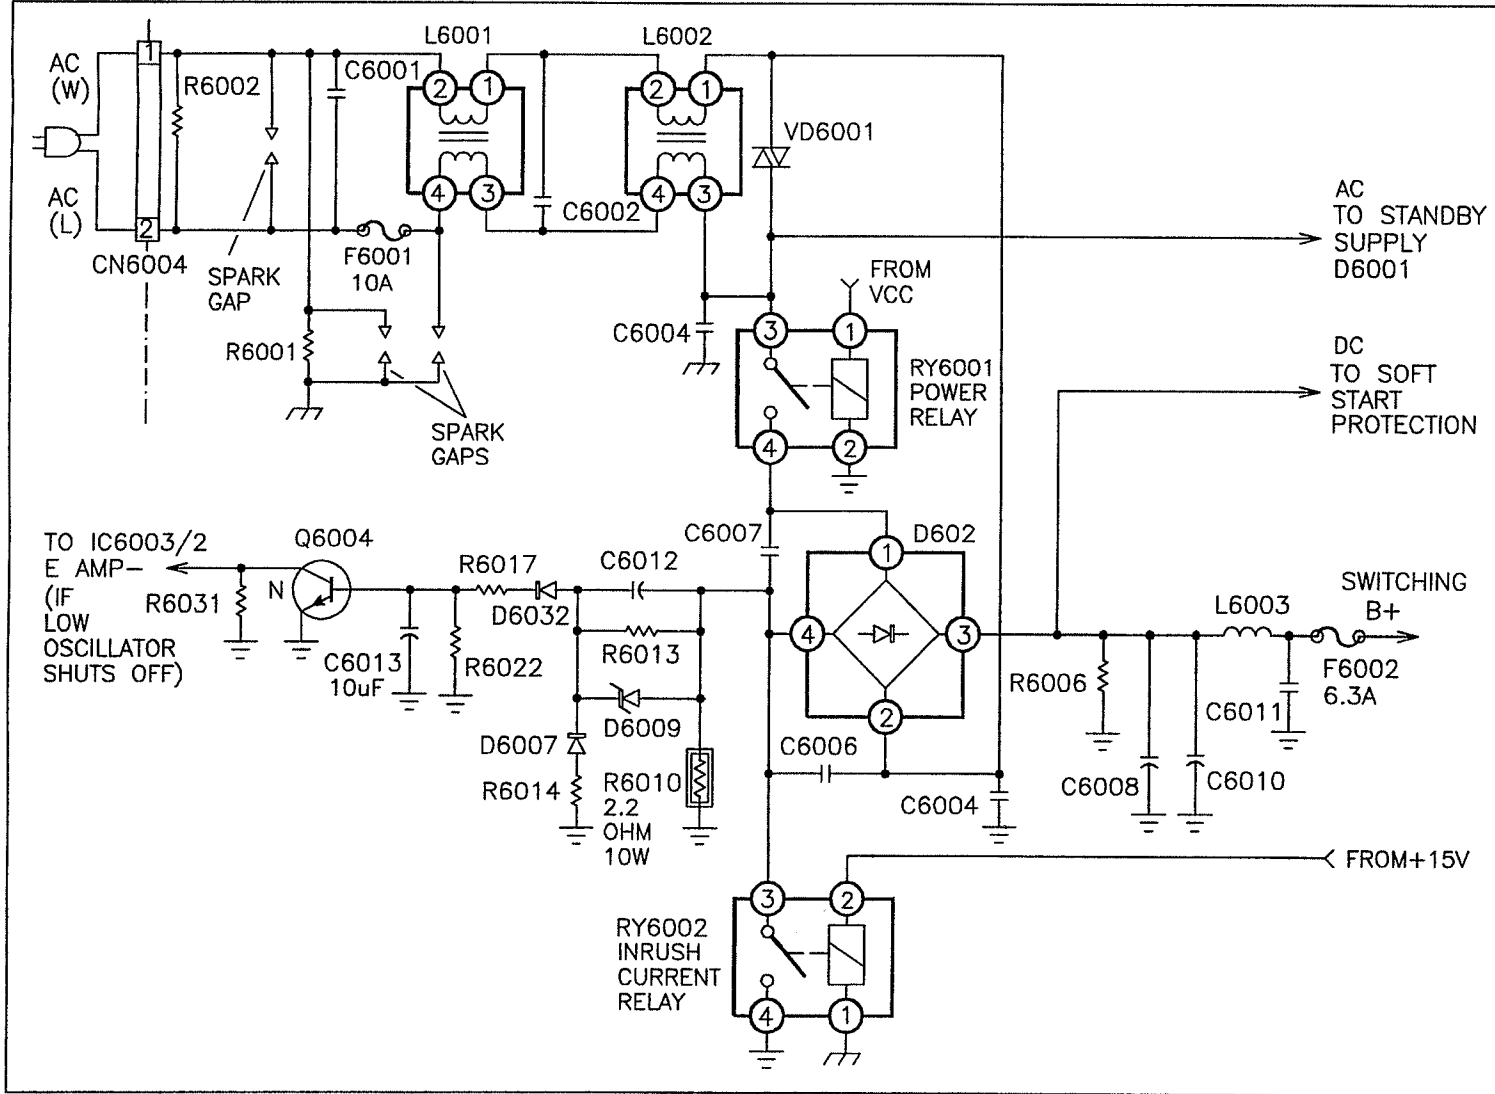 L6001
L6002
AC
(W)
1
R6002
C6001
2
1
2
1
VD6001
AC
(L)
2
CN6004
SPARK
GAP
F6001
10A
4
3
C6002
4
3
AC
TO STANDBY
SUPPLY
D6001
FROM
VCC
R6001
C6004
3
1
RY6001
POWER
RELAY
4
2
DC
TO SOFT
START
PROTECTION
SPARK
GAPS
TO IC6003/2
E AMP-
(IF
LOW
OSCILLATOR
SHUTS OFF)
Q6004
N
R6031
R6017
C6012
C6007
D602
1
D6032
R6013
4
3
L6003
SWITCHING
B+
C6013
10uF
R6022
D6009
2
R6006
F6002
6.3A
C6011
D6007
R6014
R6010
2.2
OHM
10W
C6006
C6004
C6008
C6010
FROM+15V
3
2
RY6002
INRUSH
CURRENT
RELAY
4
1